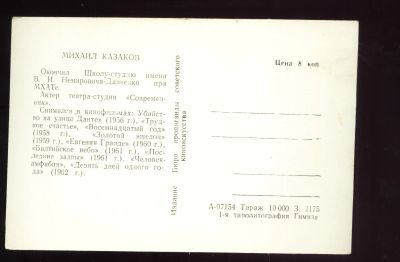 МИХАИЛ КАЗАКОВ
Окончил Школу-студию имени
В. И. Немировича-Данченко при
МХАТе.
Актер театра-студии «Современ-
ник».
Снимался в кинофильмах: Убийст-
во на улице Данте» (1956 г.), «Труд-
ное счастье», «Восемнадцатый год»
(1958 г.), «Золотой эшелон»
(1959 г.), «Евгения Гранде» (1960 г.),
«Балтийское небо» (1961 г.), «Пос-
ледние залпы» (1961 г.), «Человек-
амфибия», «Девять дней одного го-
да» (1962 г.).
Издание Бюро пропаганды советского
киноискусства
Цена 8 коп
А-07154 Тираж 10 000 З. 1175
1-я типолитография Гимиза